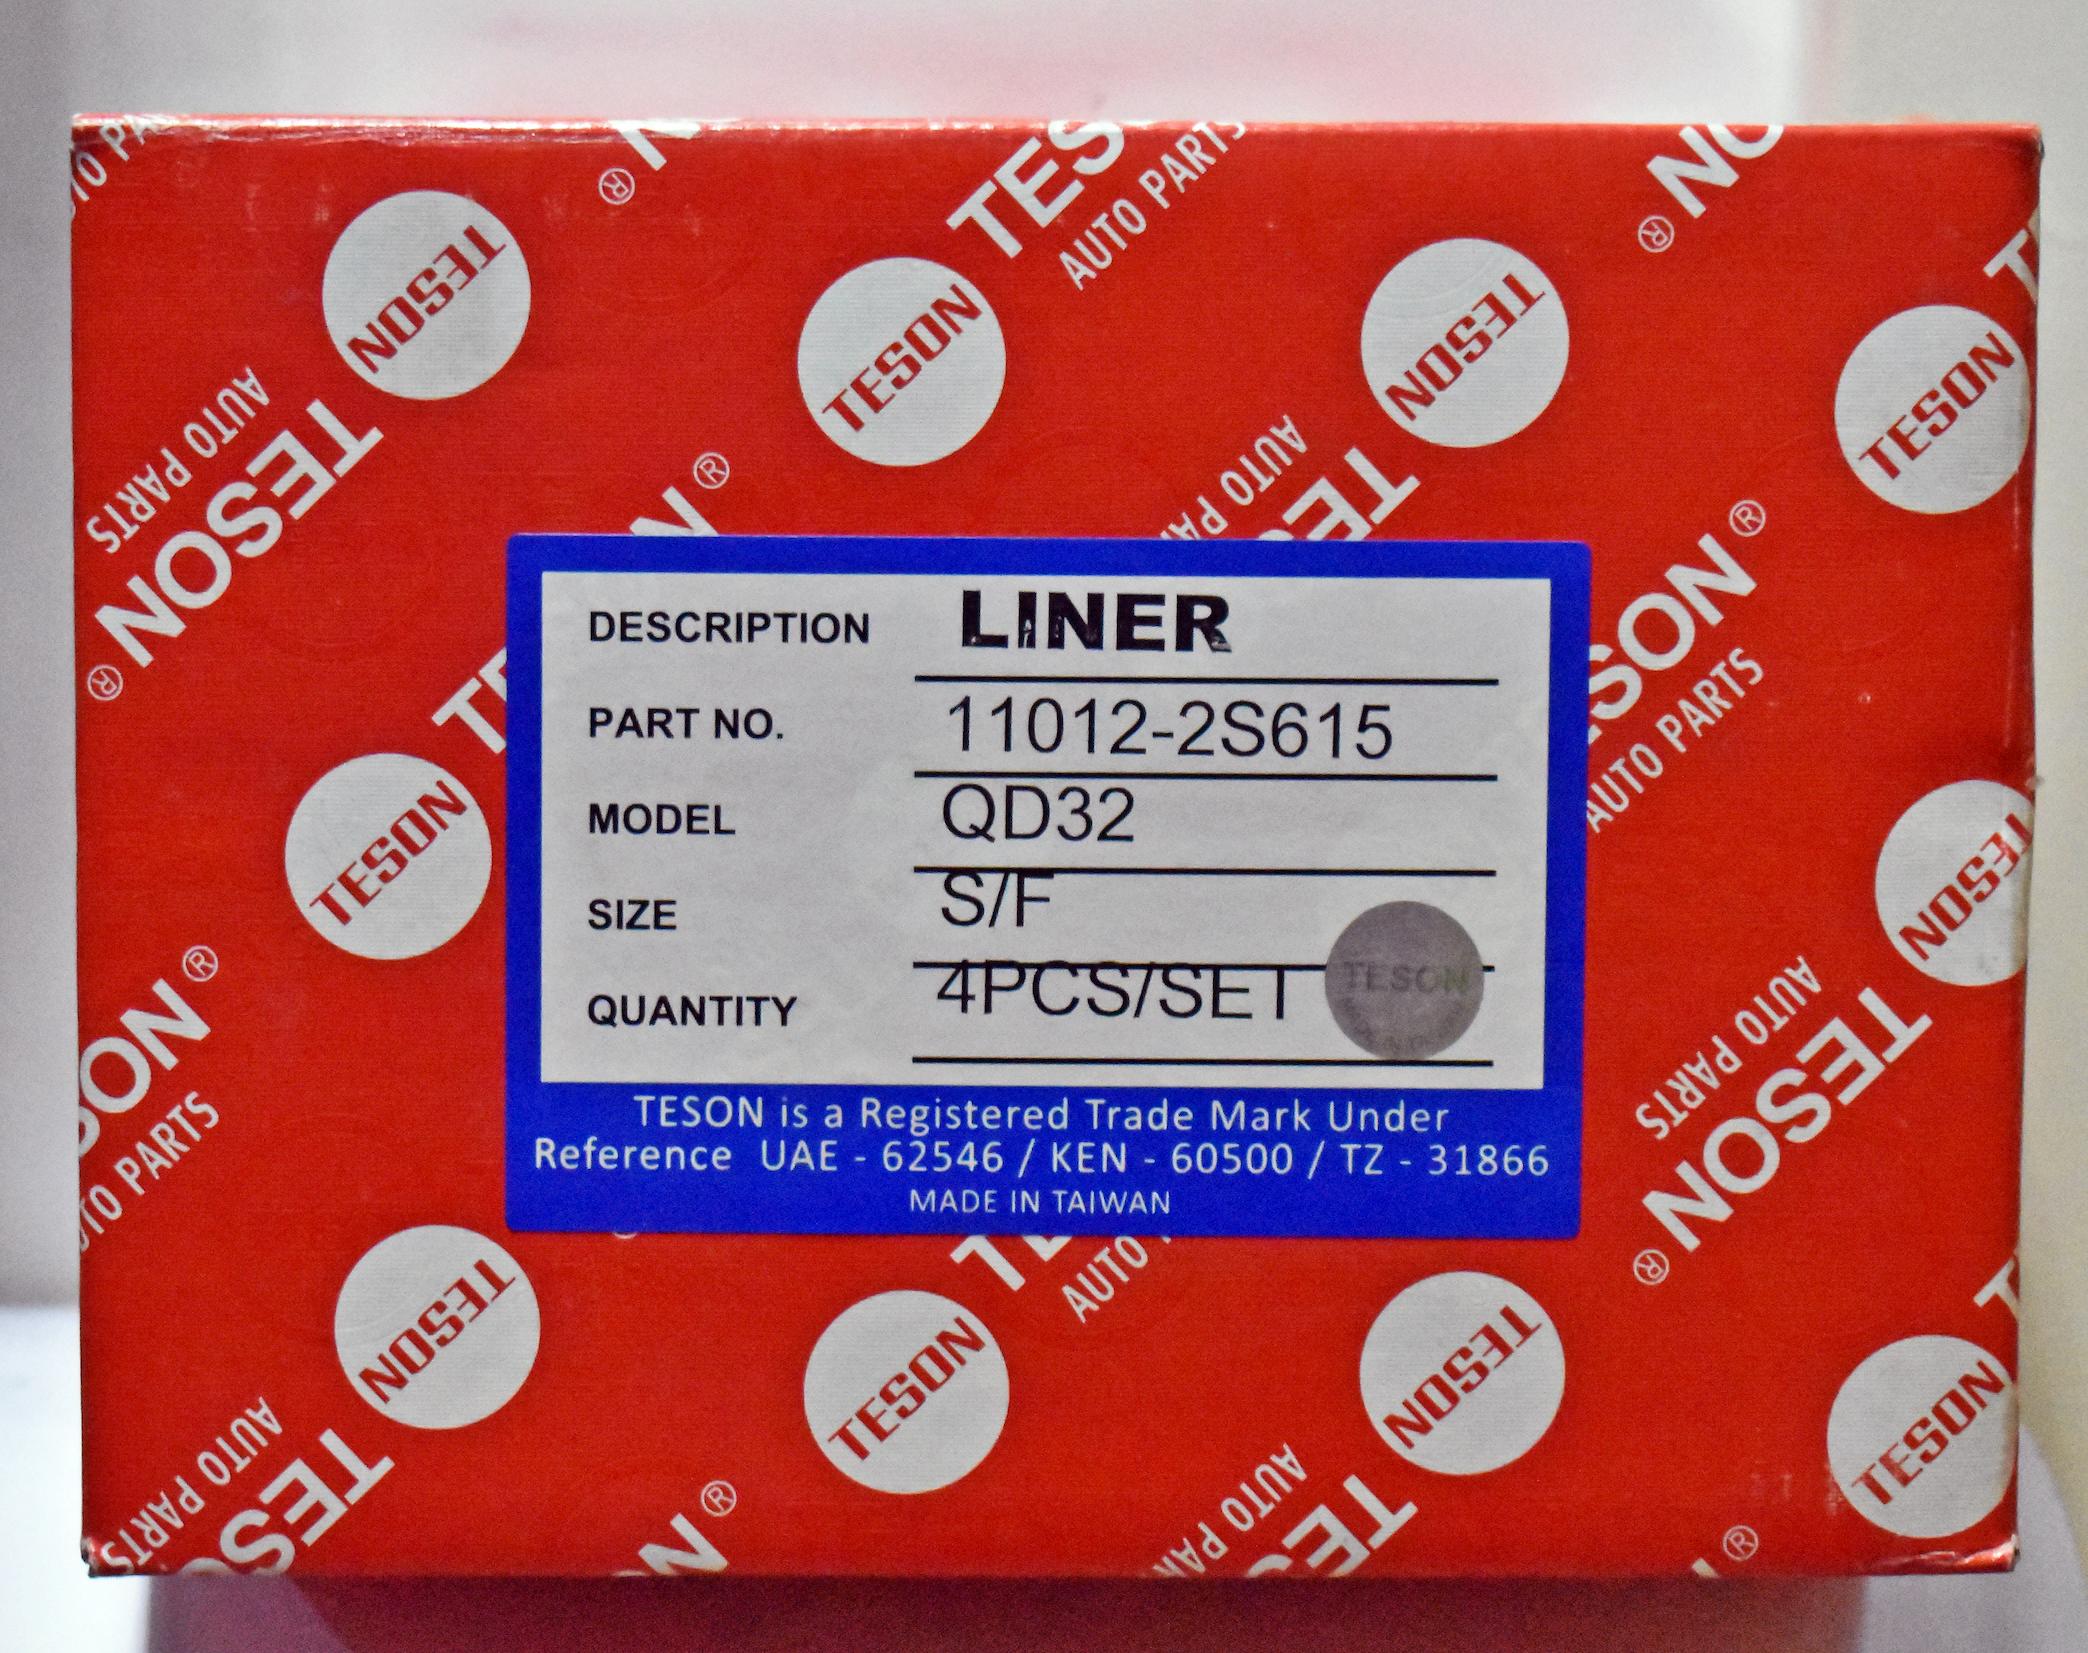 TESON
AUTO PARTS
TESON ®
DESCRIPTION LINER
PART NO. 11012-2S615
MODEL QD32
SIZE S/F
QUANTITY 4PCS/SET
TESON
TESON is a Registered Trade Mark Under
Reference UAE - 62546 / KEN - 60500 / TZ - 31866
MADE IN TAIWAN